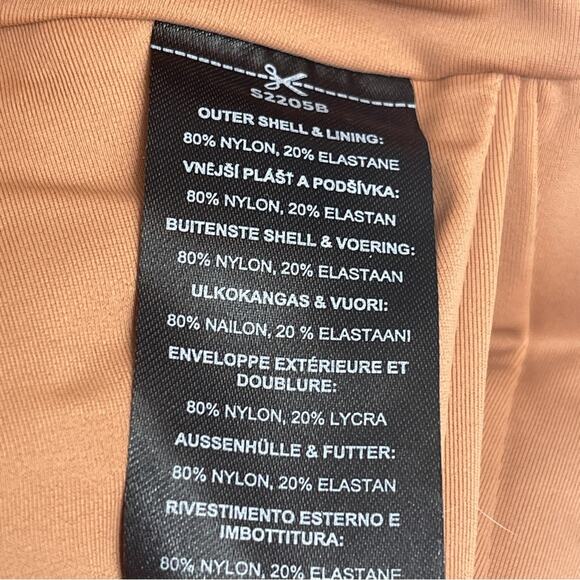 S2205B
OUTER SHELL & LINING:
80% NYLON, 20% ELASTANE
VNĚJŠÍ PLÁŠŤ A PODŠÍVKA:
80% NYLON, 20% ELASTAN
BUITENSTE SHELL & VOERING:
80% NYLON, 20% ELASTAAN
ULKOKANGAS & VUORI:
80% NAILON, 20 % ELASTAANI
ENVELOPPE EXTÉRIEURE ET
DOUBLURE:
80% NYLON, 20% LYCRA
AUSSENHÜLLE & FUTTER:
80% NYLON, 20% ELASTAN
RIVESTIMENTO ESTERNO E
IMBOTTITURA:
80% NYLON, 20% ELASTANE